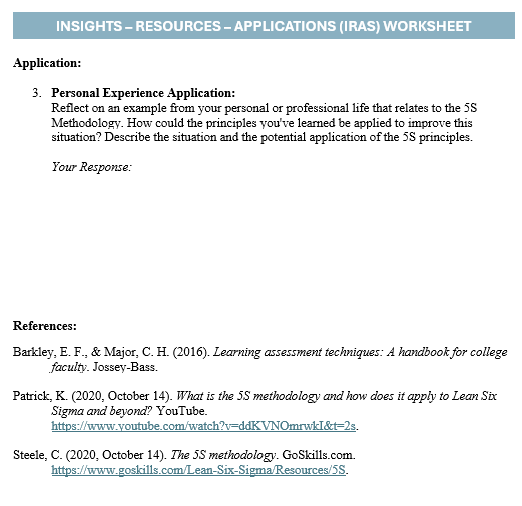 INSIGHTS – RESOURCES – APPLICATIONS (IRAS) WORKSHEET
Application:
3. Personal Experience Application:
Reflect on an example from your personal or professional life that relates to the 5S
Methodology. How could the principles you've learned be applied to improve this
situation? Describe the situation and the potential application of the 5S principles.
Your Response:
References:
Barkley, E. F., & Major, C. H. (2016). Learning assessment techniques: A handbook for college
faculty. Jossey-Bass.
Patrick, K. (2020, October 14). What is the 5S methodology and how does it apply to Lean Six
Sigma and beyond? YouTube.
https://www.youtube.com/watch?v=ddKVNOmrwkI&t=2s.
Steele, C. (2020, October 14). The 5S methodology. GoSkills.com.
https://www.goskills.com/Lean-Six-Sigma/Resources/5S.